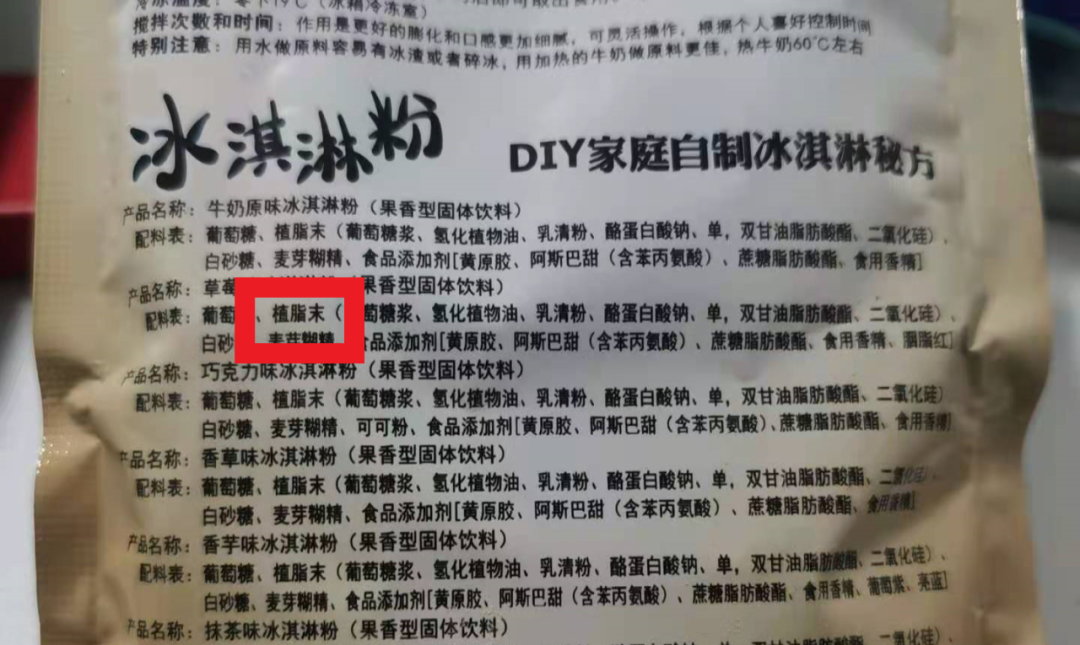 搅拌次数和时间：作用是更好的膨化和口感更加细腻，可灵活操作，根据个人喜好控制时间
特别注意：用水做原料容易有冰渣或者碎冰，用加热的牛奶做原料更佳，热牛奶60℃左右
冰淇淋粉 DIY家庭自制冰淇淋秘方
产品名称：牛奶原味冰淇淋粉（果香型固体饮料）
配料表：葡萄糖、植脂末（葡萄糖浆、氢化植物油、乳清粉、酪蛋白酸钠、单，双甘油脂肪酸酯、二氧化硅）、
白砂糖、麦芽糊精、食品添加剂[黄原胶、阿斯巴甜（含苯丙氨酸）、蔗糖脂肪酸酯、食用香精]
产品名称：草莓 冰淇淋粉（果香型固体饮料）
配料表：葡萄 、植脂末（ 萄糖浆、氢化植物油、乳清粉、酪蛋白酸钠、单，双甘油脂肪酸酯、二氧化硅）、
白砂 麦芽糊精 食品添加剂[黄原胶、阿斯巴甜（含苯丙氨酸）、蔗糖脂肪酸酯、食用香精、胭脂红]
产品名称：巧克力味冰淇淋粉（果香型固体饮料）
配料表：葡萄糖、植脂末（葡萄糖浆、氢化植物油、乳清粉、酪蛋白酸钠、单，双甘油脂肪酸酯、二氧化硅）、
白砂糖、麦芽糊精、可可粉、食品添加剂[黄原胶、阿斯巴甜（含苯丙氨酸）、蔗糖脂肪酸酯、食用香精]
产品名称：香草味冰淇淋粉（果香型固体饮料）
配料表：葡萄糖、植脂末（葡萄糖浆、氢化植物油、乳清粉、酪蛋白酸钠、单，双甘油脂肪酸酯、二氧化硅）、
白砂糖、麦芽糊精、食品添加剂[黄原胶、阿斯巴甜（含苯丙氨酸）、蔗糖脂肪酸酯、食用香精]
产品名称：香芋味冰淇淋粉（果香型固体饮料）
配料表：葡萄糖、植脂末（葡萄糖浆、氢化植物油、乳清粉、酪蛋白酸钠、单，双甘油脂肪酸酯、二氧化硅）、
白砂糖、麦芽糊精、食品添加剂[黄原胶、阿斯巴甜（含苯丙氨酸）、蔗糖脂肪酸酯、食用香精、葡萄紫、亮蓝]
产品名称：抹茶味冰淇淋粉（果香型固体饮料）